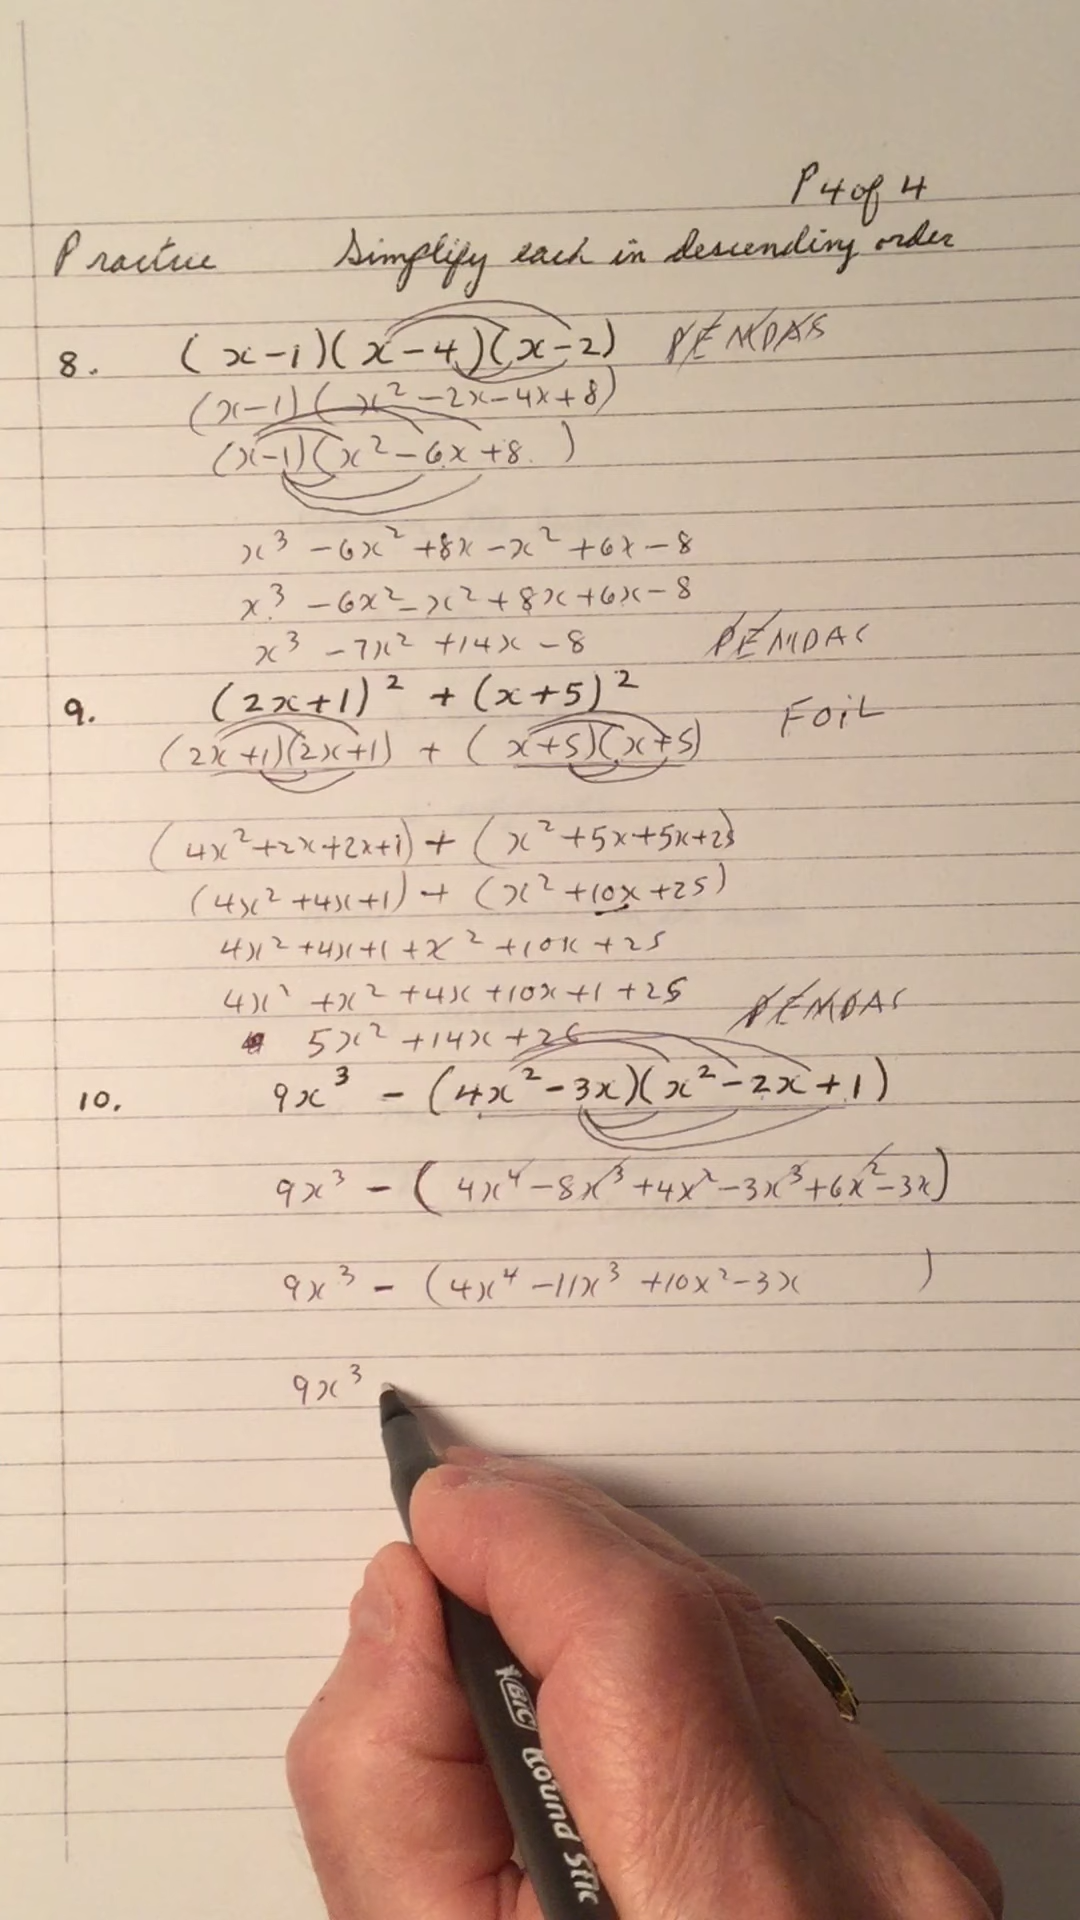 P 4 of 4
Practice Simplify each in descending order
8. (x-1)(x-4)(x-2) PEMDAS
(x-1)(x²-2x-4x+8)
(x-1)(x²-6x+8)
x³-6x²+8x-x²+6x-8
x³-6x²-x²+8x+6x-8
x³-7x²+14x-8 PEMDAS
9. (2x+1)²+(x+5)² FOIL
(2x+1)(2x+1)+(x+5)(x+5)
(4x²+2x+2x+1)+(x²+5x+5x+25)
(4x²+4x+1)+(x²+10x+25)
4x²+4x+1+x²+10x+25
4x²+x²+4x+10x+1+25 PEMDAS
5x²+14x+26
10. 9x³-(4x²-3x)(x²-2x+1)
9x³-(4x⁴-8x³+4x²-3x³+6x²-3x)
9x³-(4x⁴-11x³+10x²-3x)
9x³
BIC Round Stic